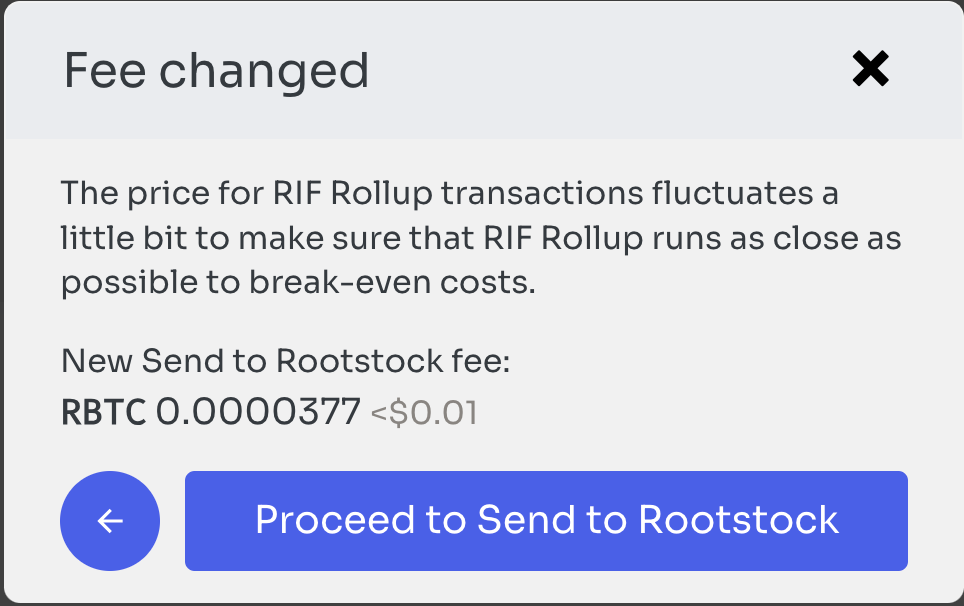 Fee changed
The price for RIF Rollup transactions fluctuates a
little bit to make sure that RIF Rollup runs as close as
possible to break-even costs.
New Send to Rootstock fee:
RBTC 0.0000377 <$0.01
Proceed to Send to Rootstock